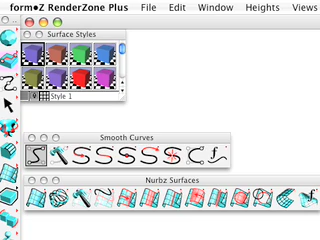 form•Z RenderZone Plus File Edit Window Heights Views
Surface Styles
Style 1
Smooth Curves
Nurbz Surfaces